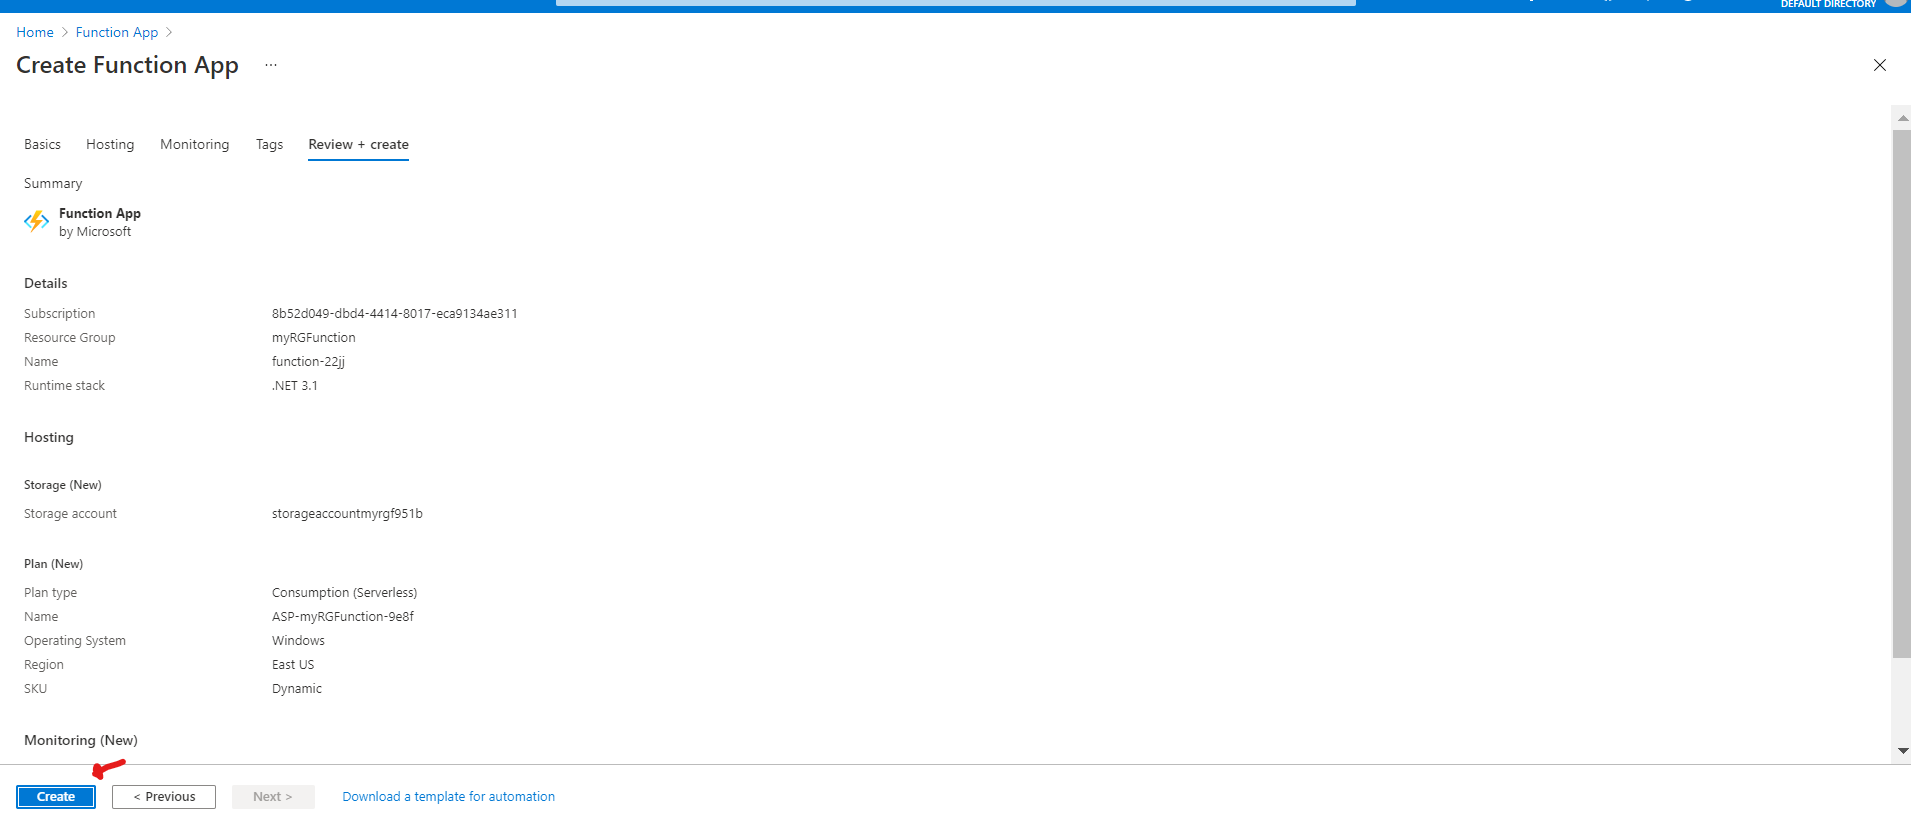 DEFAULT DIRECTORY
Home > Function App >
Create Function App ...
Basics Hosting Monitoring Tags Review + create
Summary
Function App
by Microsoft
Details
Subscription 8b52d049-dbd4-4414-8017-eca9134ae311
Resource Group myRGFunction
Name function-22jj
Runtime stack .NET 3.1
Hosting
Storage (New)
Storage account storageaccountmyrgf951b
Plan (New)
Plan type Consumption (Serverless)
Name ASP-myRGFunction-9e8f
Operating System Windows
Region East US
SKU Dynamic
Monitoring (New)
Create < Previous Next > Download a template for automation